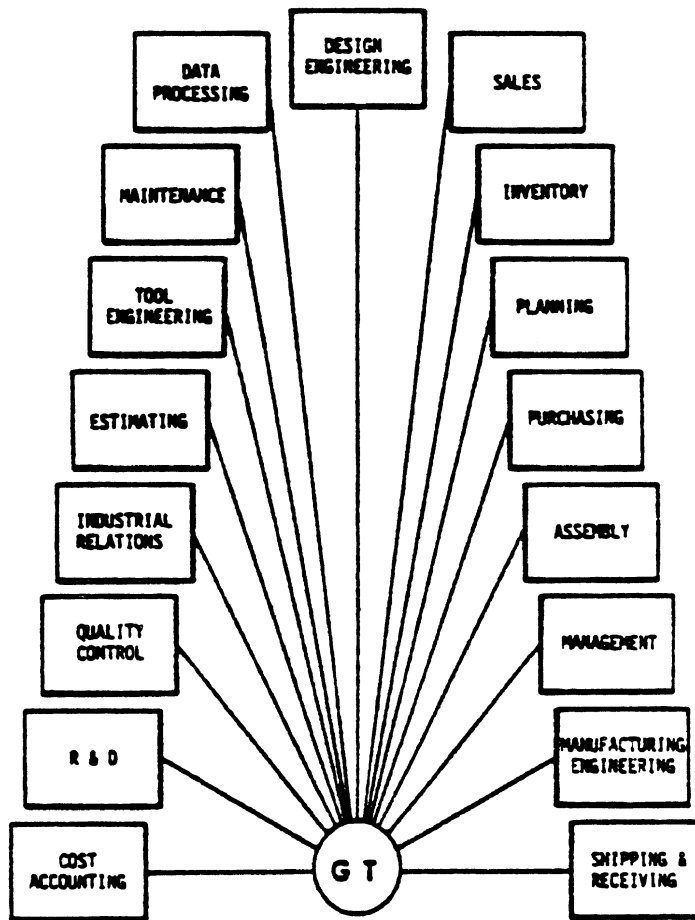 DESIGN
ENGINEERING
DATA
PROCESSING
SALES
MAINTENANCE
INVENTORY
TOOL
ENGINEERING
PLANNING
ESTIMATING
PURCHASING
INDUSTRIAL
RELATIONS
ASSEMBLY
QUALITY
CONTROL
MANAGEMENT
R & D
MANUFACTURING
ENGINEERING
COST
ACCOUNTING
G T
SHIPPING &
RECEIVING